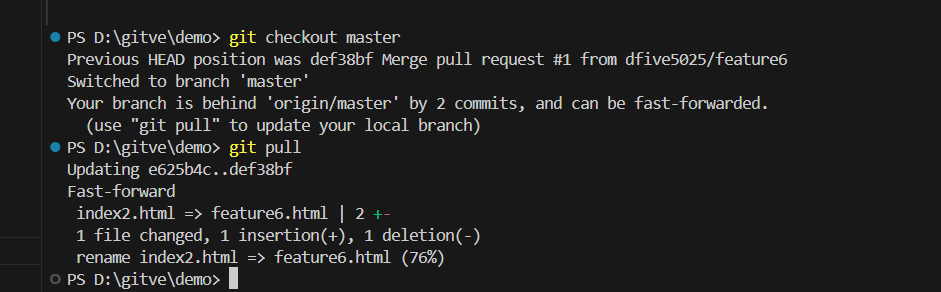 PS D:\gitve\demo> git checkout master
Previous HEAD position was def38bf Merge pull request #1 from dfive5025/feature6
Switched to branch 'master'
Your branch is behind 'origin/master' by 2 commits, and can be fast-forwarded.
  (use "git pull" to update your local branch)
PS D:\gitve\demo> git pull
Updating e625b4c..def38bf
Fast-forward
 index2.html => feature6.html | 2 +-
 1 file changed, 1 insertion(+), 1 deletion(-)
 rename index2.html => feature6.html (76%)
PS D:\gitve\demo>